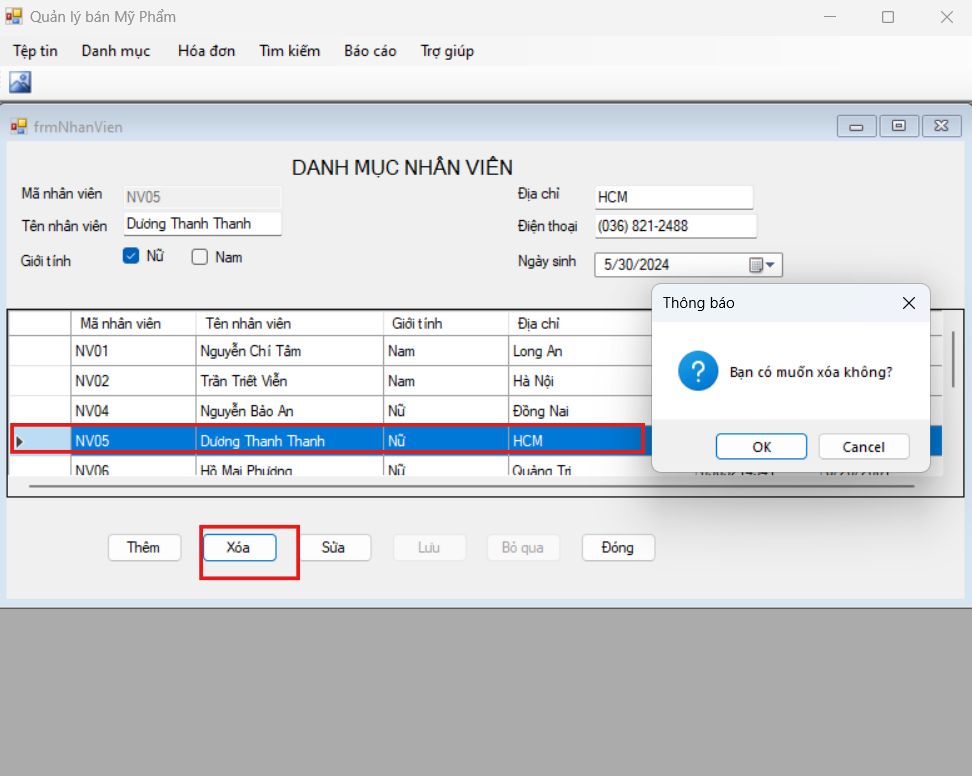 Quản lý bán Mỹ Phẩm
Tệp tin Danh mục Hóa đơn Tìm kiếm Báo cáo Trợ giúp
frmNhanVien
DANH MỤC NHÂN VIÊN
Mã nhân viên NV05 Địa chỉ HCM
Tên nhân viên Dương Thanh Thanh Điện thoại (036) 821-2488
Giới tính Nữ Nam Ngày sinh 5/30/2024
Thông báo
Bạn có muốn xóa không?
OK Cancel
Mã nhân viên Tên nhân viên Giới tính Địa chỉ
NV01 Nguyễn Chí Tâm Nam Long An
NV02 Trần Triết Viễn Nam Hà Nội
NV04 Nguyễn Bảo An Nữ Đồng Nai
NV05 Dương Thanh Thanh Nữ HCM
NV06 Hồ Mai Phương Nữ Quảng Trị
Thêm Xóa Sửa Lưu Bỏ qua Đóng